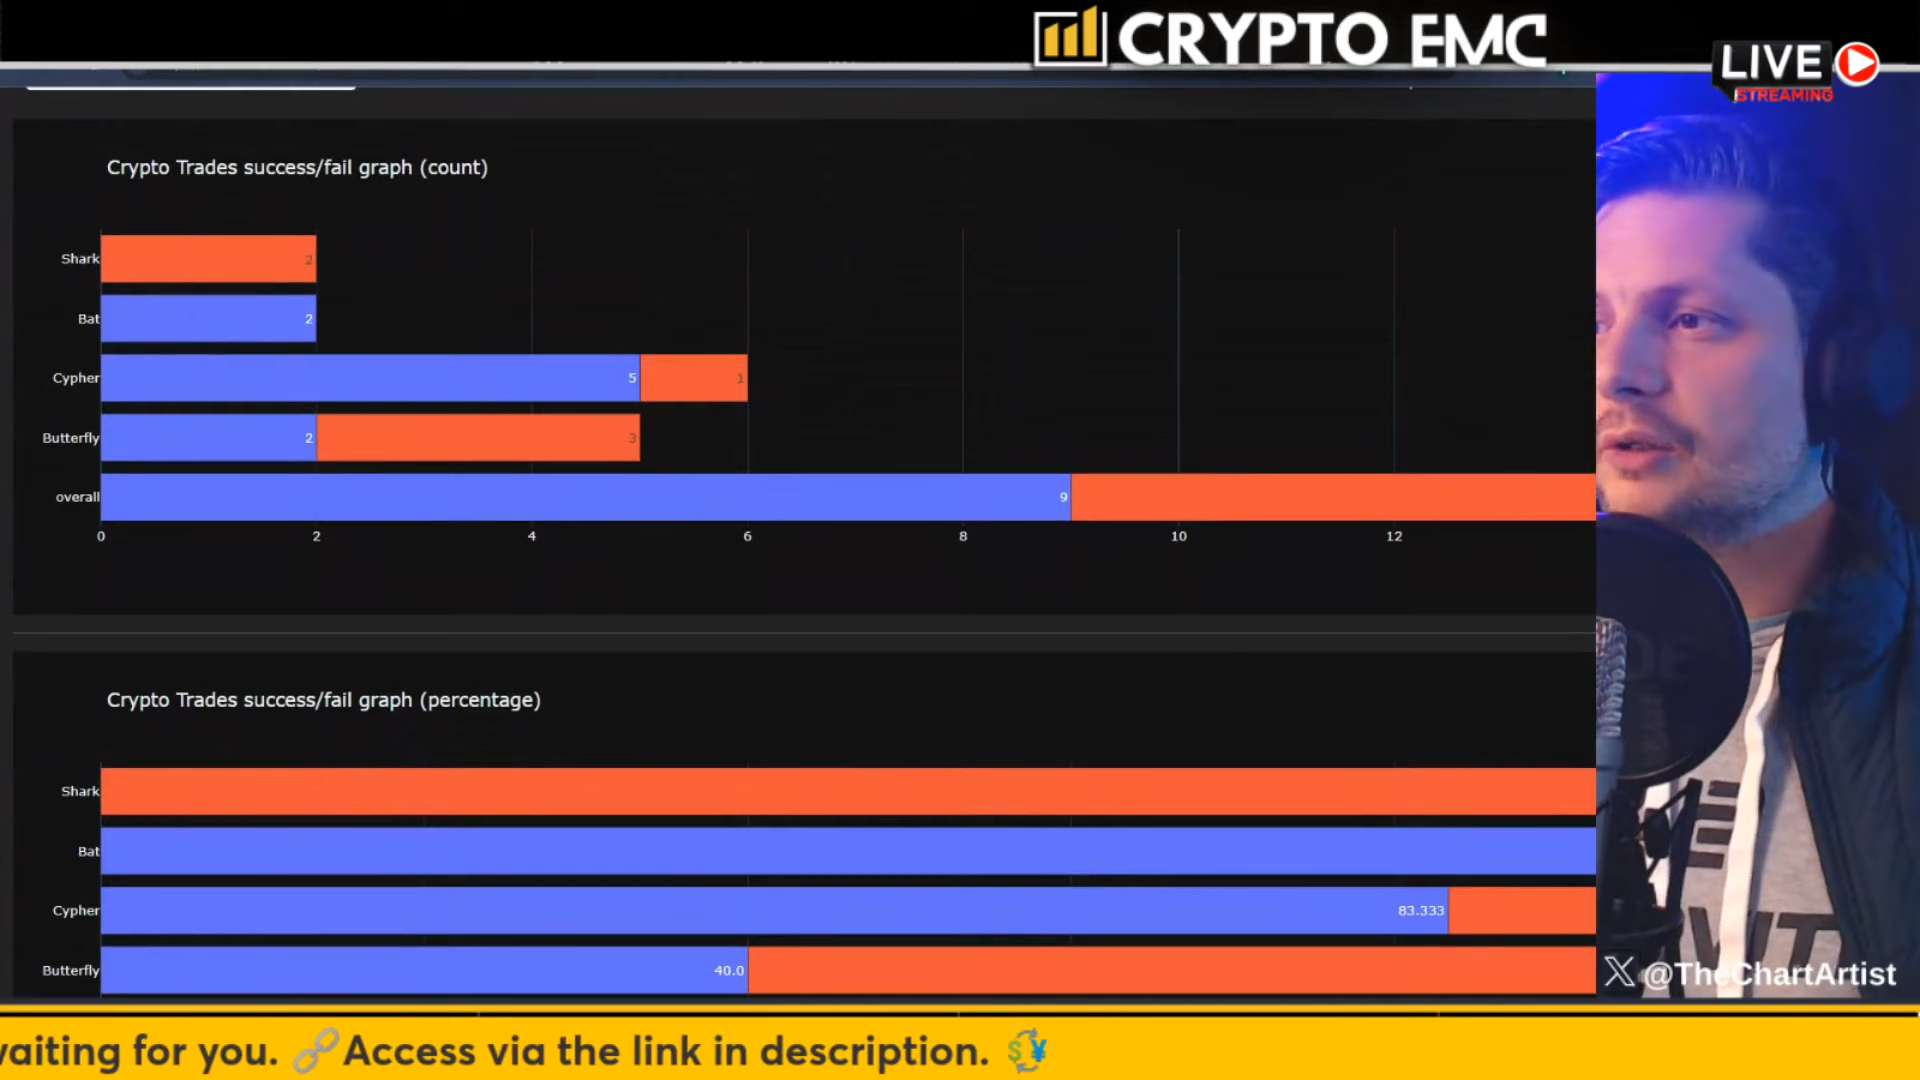 CRYPTO EMC
LIVE
STREAMING
Crypto Trades success/fail graph (count)
Shark 2
Bat 2
Cypher 5 1
Butterfly 2 3
overall 9
0 2 4 6 8 10 12
Crypto Trades success/fail graph (percentage)
Shark
Bat
Cypher 83.333
Butterfly 40.0
@TheChartArtist
waiting for you. Access via the link in description.